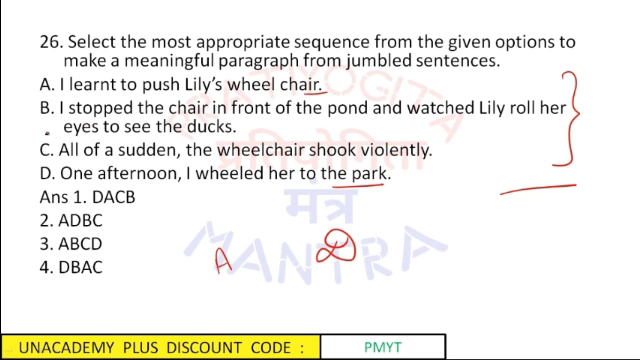 26. Select the most appropriate sequence from the given options to
make a meaningful paragraph from jumbled sentences.
A. I learnt to push Lily's wheel chair.
B. I stopped the chair in front of the pond and watched Lily roll her
eyes to see the ducks.
C. All of a sudden, the wheelchair shook violently.
D. One afternoon, I wheeled her to the park.
Ans 1. DACB
2. ADBC
3. ABCD
4. DBAC
A D
PRATIYOGITA
प्रतियोगिता
मंत्र
MANTRA
UNACADEMY PLUS DISCOUNT CODE : PMYT